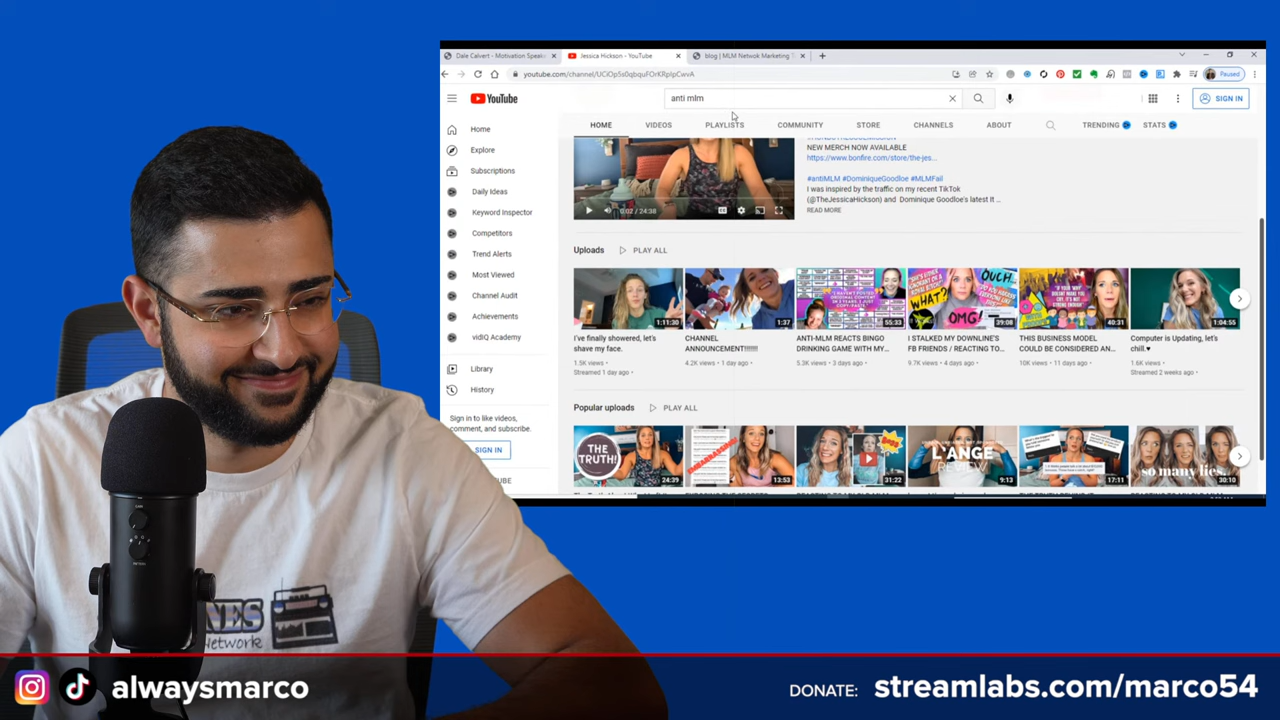 Dale Calvert - Motivation Speake
Jessica Hickson - YouTube
blog | MLM Netwok Marketing T
youtube.com/channel/UCiOp5s0qbquFOrKRpIpCwvA
Paused
YouTube
anti mlm
SIGN IN
HOME
VIDEOS
PLAYLISTS
COMMUNITY
STORE
CHANNELS
ABOUT
TRENDING
STATS
Home
Explore
Subscriptions
Daily Ideas
Keyword Inspector
Competitors
Trend Alerts
Most Viewed
Channel Audit
Achievements
vidIQ Academy
Library
History
Sign in to like videos,
comment, and subscribe.
SIGN IN
0:02 / 24:38
NEW MERCH NOW AVAILABLE
https://www.bonfire.com/store/the-jes...
#antiMLM #DominiqueGoodloe #MLMFail
I was inspired by the traffic on my recent TikTok
(@TheJessicaHickson) and Dominique Goodloe's latest It ...
READ MORE
Uploads
PLAY ALL
1:11:30
I've finally showered, let's
shave my face.
1.5K views •
Streamed 1 day ago
1:37
CHANNEL
ANNOUNCEMENT!!!!!!!
4.2K views • 1 day ago
55:33
ANTI-MLM REACTS BINGO
DRINKING GAME WITH MY...
5.3K views • 3 days ago
WHAT?
OUCH.
OMG!
39:08
I STALKED MY DOWNLINE'S
FB FRIENDS / REACTING TO...
9.7K views • 4 days ago
40:31
THIS BUSINESS MODEL
COULD BE CONSIDERED AN...
10K views • 11 days ago
1:04:55
Computer is Updating, let's
chill.♥
1.6K views •
Streamed 2 weeks ago
Popular uploads
PLAY ALL
THE
TRUTH!
24:39
13:53
31:22
L'ANGE
REVIEW
9:13
17:11
so many lies.
30:10
NES
Network
alwaysmarco
DONATE: streamlabs.com/marco54